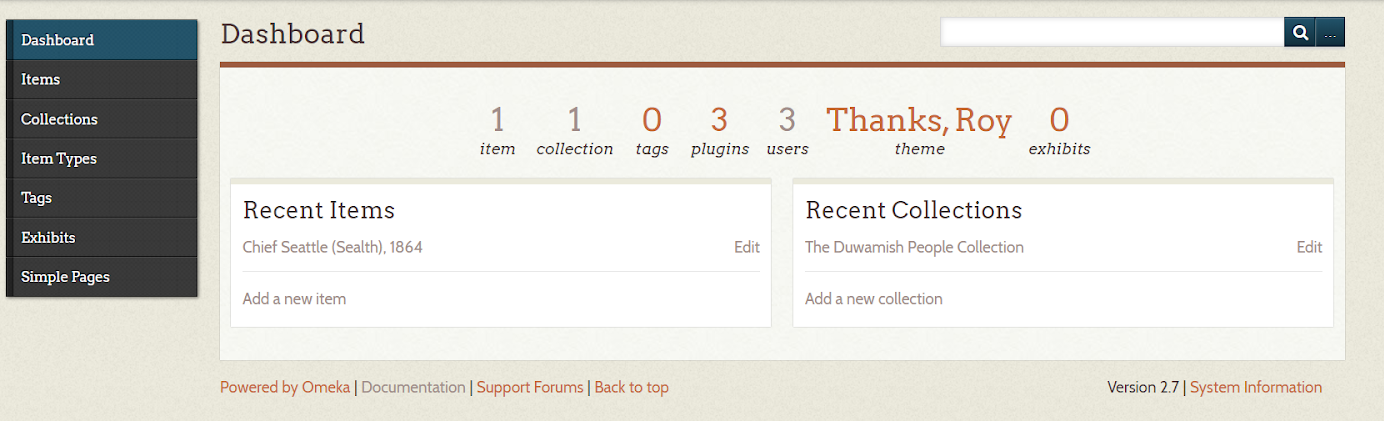 Dashboard
Items
Collections
Item Types
Tags
Exhibits
Simple Pages
Dashboard
...
1 1 0 3 3 Thanks, Roy 0
item collection tags plugins users theme exhibits
Recent Items
Chief Seattle (Sealth), 1864 Edit
Add a new item
Recent Collections
The Duwamish People Collection Edit
Add a new collection
Powered by Omeka | Documentation | Support Forums | Back to top
Version 2.7 | System Information